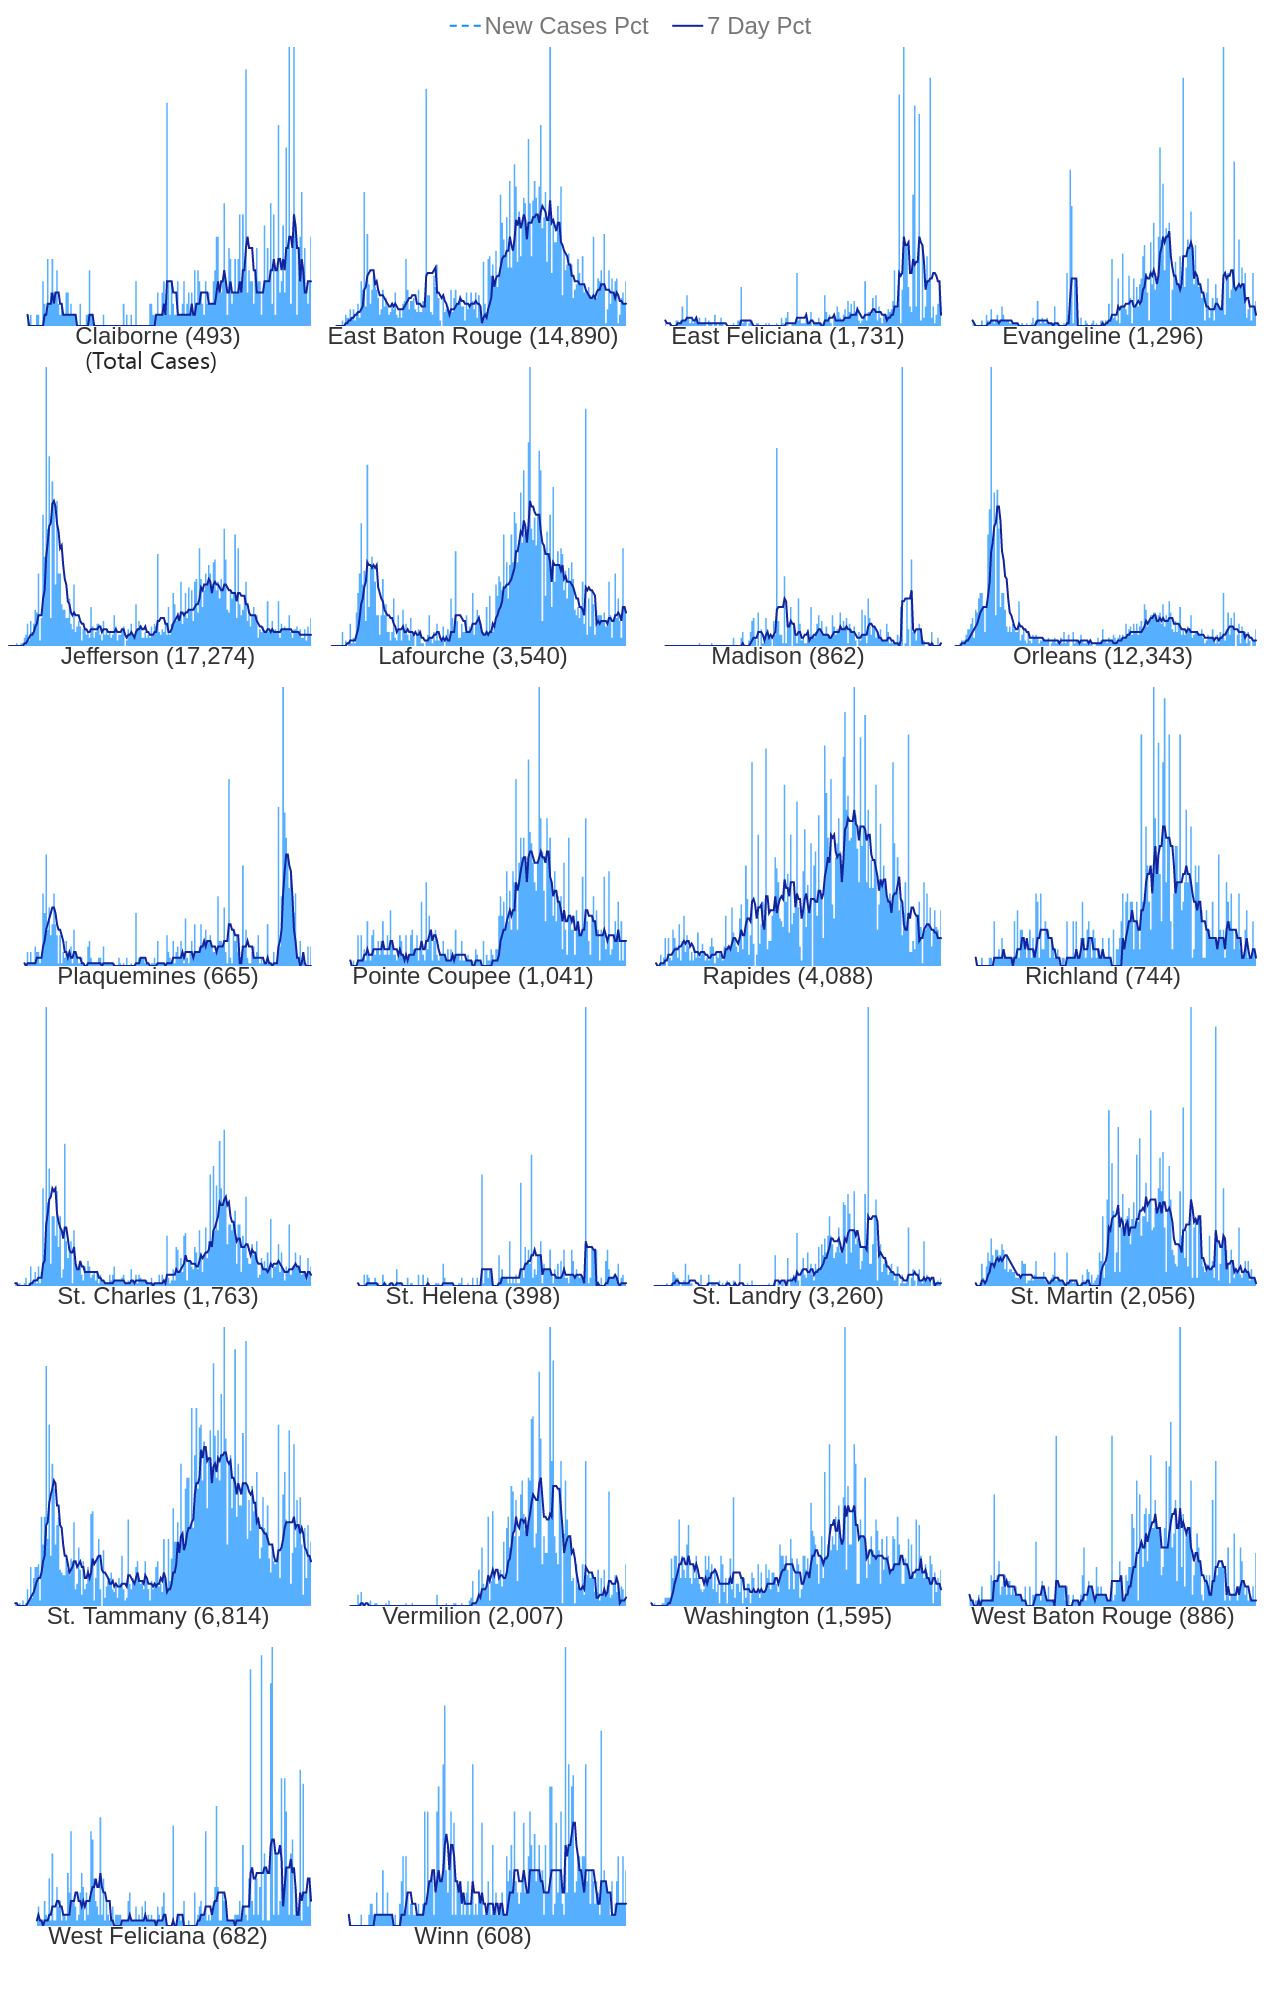 New Cases Pct 7 Day Pct
Claiborne (493) East Baton Rouge (14,890) East Feliciana (1,731) Evangeline (1,296)
(Total Cases)
Jefferson (17,274) Lafourche (3,540) Madison (862) Orleans (12,343)
Plaquemines (665) Pointe Coupee (1,041) Rapides (4,088) Richland (744)
St. Charles (1,763) St. Helena (398) St. Landry (3,260) St. Martin (2,056)
St. Tammany (6,814) Vermilion (2,007) Washington (1,595) West Baton Rouge (886)
West Feliciana (682) Winn (608)